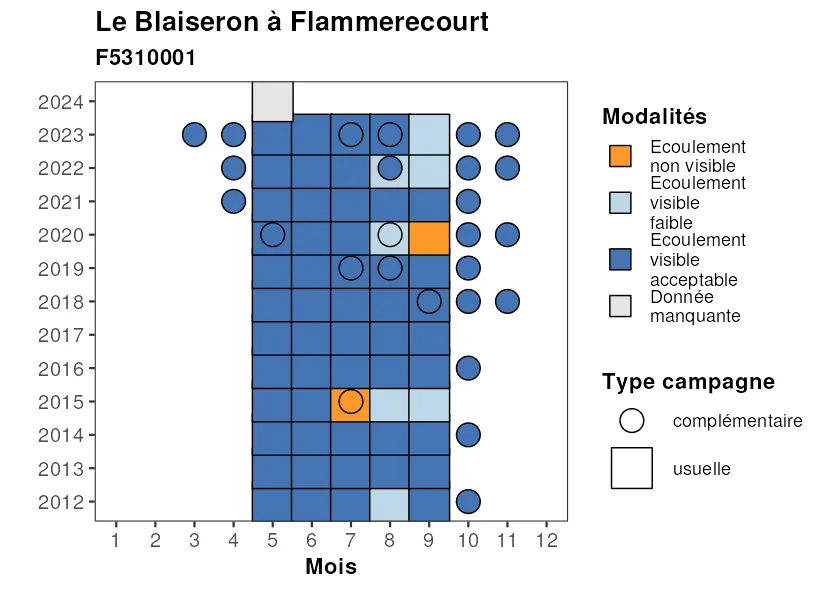 Le Blaiseron à Flammerecourt
F5310001
2024
2023
2022
2021
2020
2019
2018
2017
2016
2015
2014
2013
2012
1 2 3 4 5 6 7 8 9 10 11 12
Mois
Modalités
Ecoulement
non visible
Ecoulement
visible
faible
Ecoulement
visible
acceptable
Donnée
manquante
Type campagne
complémentaire
usuelle